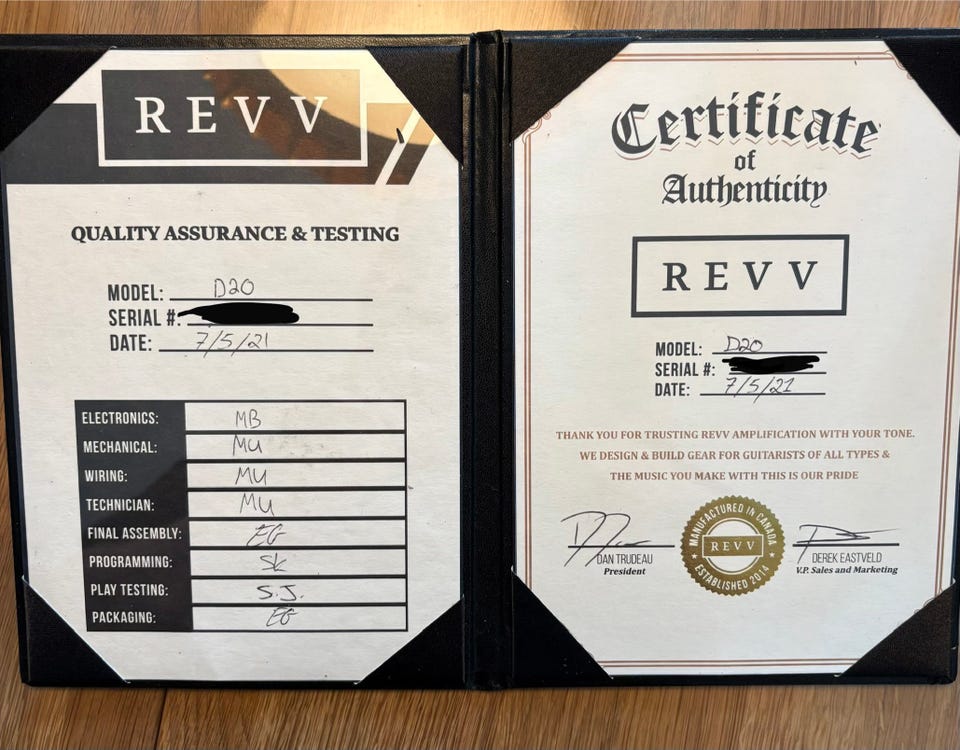 REVV
QUALITY ASSURANCE & TESTING
MODEL: D20
SERIAL #:
DATE: 7/5/21
ELECTRONICS: MB
MECHANICAL: MU
WIRING: MU
TECHNICIAN: MU
FINAL ASSEMBLY: EG
PROGRAMMING: SK
PLAY TESTING: S.J.
PACKAGING: EG
Certificate
of
Authenticity
REVV
MODEL: D20
SERIAL #:
DATE: 7/5/21
THANK YOU FOR TRUSTING REVV AMPLIFICATION WITH YOUR TONE.
WE DESIGN & BUILD GEAR FOR GUITARISTS OF ALL TYPES &
THE MUSIC YOU MAKE WITH THIS IS OUR PRIDE
MANUFACTURED IN CANADA
REVV
ESTABLISHED 2014
DAN TRUDEAU
President
DEREK EASTVELD
V.P. Sales and Marketing